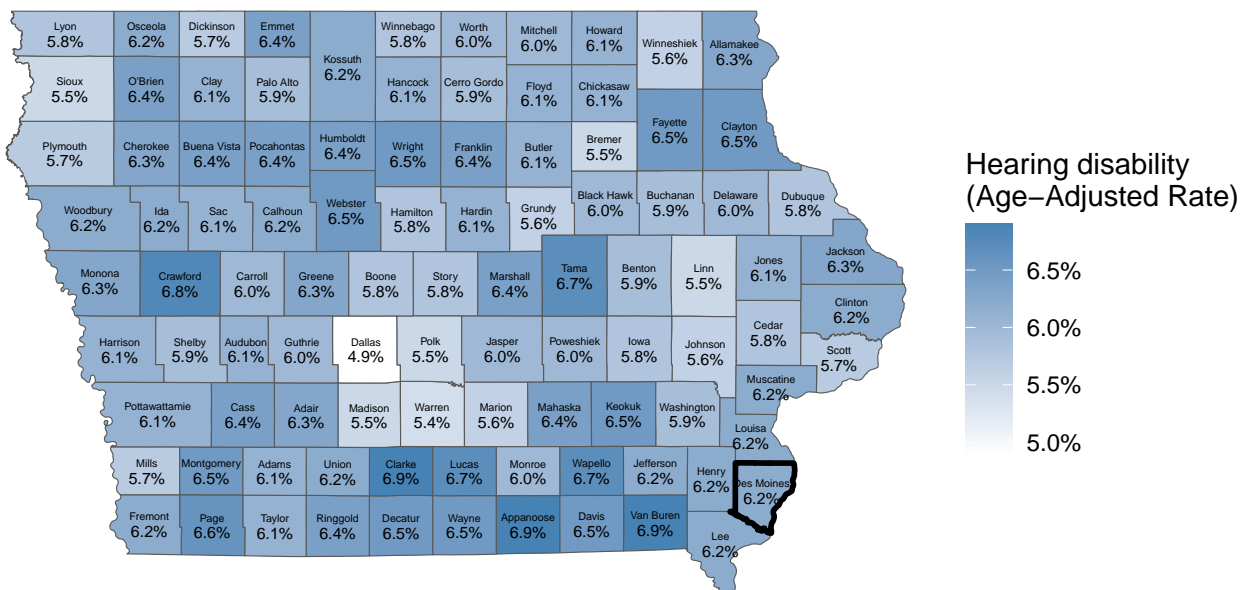 Lyon
5.8%
Osceola
6.2%
Dickinson
5.7%
Emmet
6.4%
Kossuth
6.2%
Winnebago
5.8%
Worth
6.0%
Mitchell
6.0%
Howard
6.1%
Winneshiek
5.6%
Allamakee
6.3%
Sioux
5.5%
O'Brien
6.4%
Clay
6.1%
Palo Alto
5.9%
Hancock
6.1%
Cerro Gordo
5.9%
Floyd
6.1%
Chickasaw
6.1%
Fayette
6.5%
Clayton
6.5%
Plymouth
5.7%
Cherokee
6.3%
Buena Vista
6.4%
Pocahontas
6.4%
Humboldt
6.4%
Wright
6.5%
Franklin
6.4%
Butler
6.1%
Bremer
5.5%
Woodbury
6.2%
Ida
6.2%
Sac
6.1%
Calhoun
6.2%
Webster
6.5%
Hamilton
5.8%
Hardin
6.1%
Grundy
5.6%
Black Hawk
6.0%
Buchanan
5.9%
Delaware
6.0%
Dubuque
5.8%
Monona
6.3%
Crawford
6.8%
Carroll
6.0%
Greene
6.3%
Boone
5.8%
Story
5.8%
Marshall
6.4%
Tama
6.7%
Benton
5.9%
Linn
5.5%
Jones
6.1%
Jackson
6.3%
Clinton
6.2%
Harrison
6.1%
Shelby
5.9%
Audubon
6.1%
Guthrie
6.0%
Dallas
4.9%
Polk
5.5%
Jasper
6.0%
Poweshiek
6.0%
Iowa
5.8%
Johnson
5.6%
Cedar
5.8%
Scott
5.7%
Muscatine
6.2%
Pottawattamie
6.1%
Cass
6.4%
Adair
6.3%
Madison
5.5%
Warren
5.4%
Marion
5.6%
Mahaska
6.4%
Keokuk
6.5%
Washington
5.9%
Louisa
6.2%
Mills
5.7%
Montgomery
6.5%
Adams
6.1%
Union
6.2%
Clarke
6.9%
Lucas
6.7%
Monroe
6.0%
Wapello
6.7%
Jefferson
6.2%
Henry
6.2%
Des Moines
6.2%
Fremont
6.2%
Page
6.6%
Taylor
6.1%
Ringgold
6.4%
Decatur
6.5%
Wayne
6.5%
Appanoose
6.9%
Davis
6.5%
Van Buren
6.9%
Lee
6.2%
Hearing disability
(Age−Adjusted Rate)
6.5%
6.0%
5.5%
5.0%